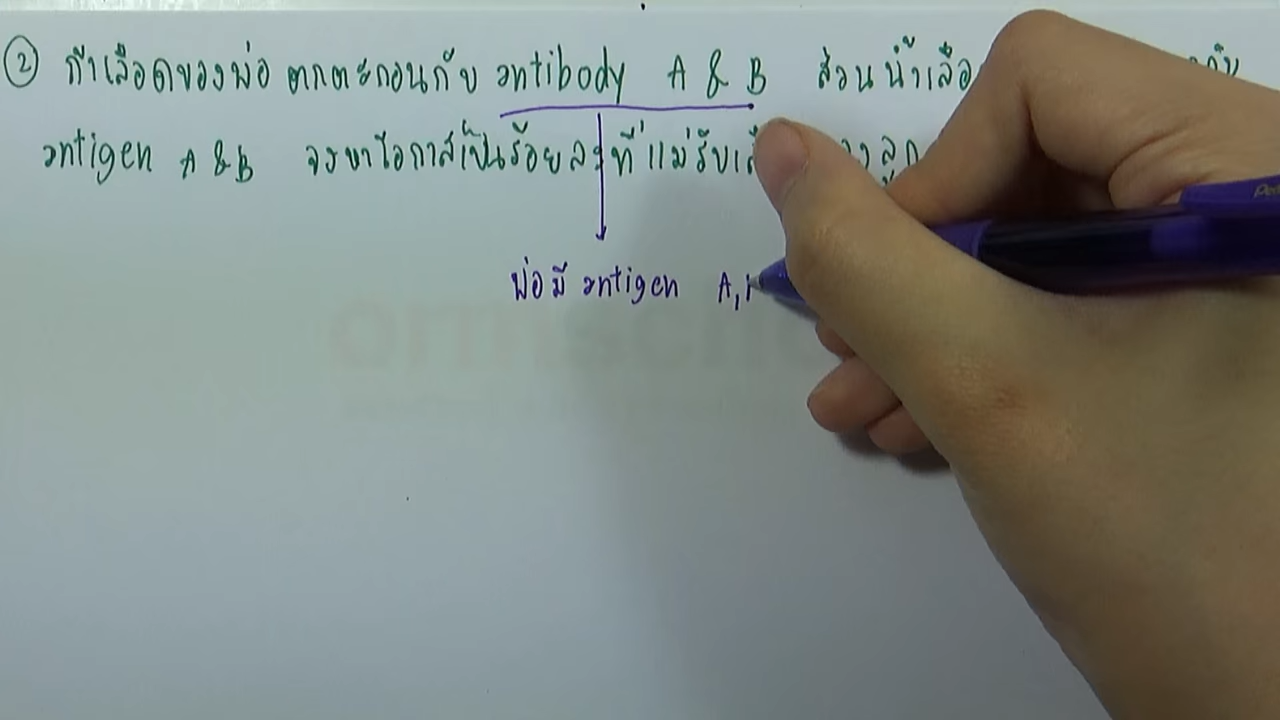 ② ถ้าเลือดของพ่อ ตกตะกอนกับ antibody A & B ส่วนน้ำเลือ
antigen A & B จงหาโอกาสเป็นร้อยละที่แม่รับเลื
พ่อมี antigen A,